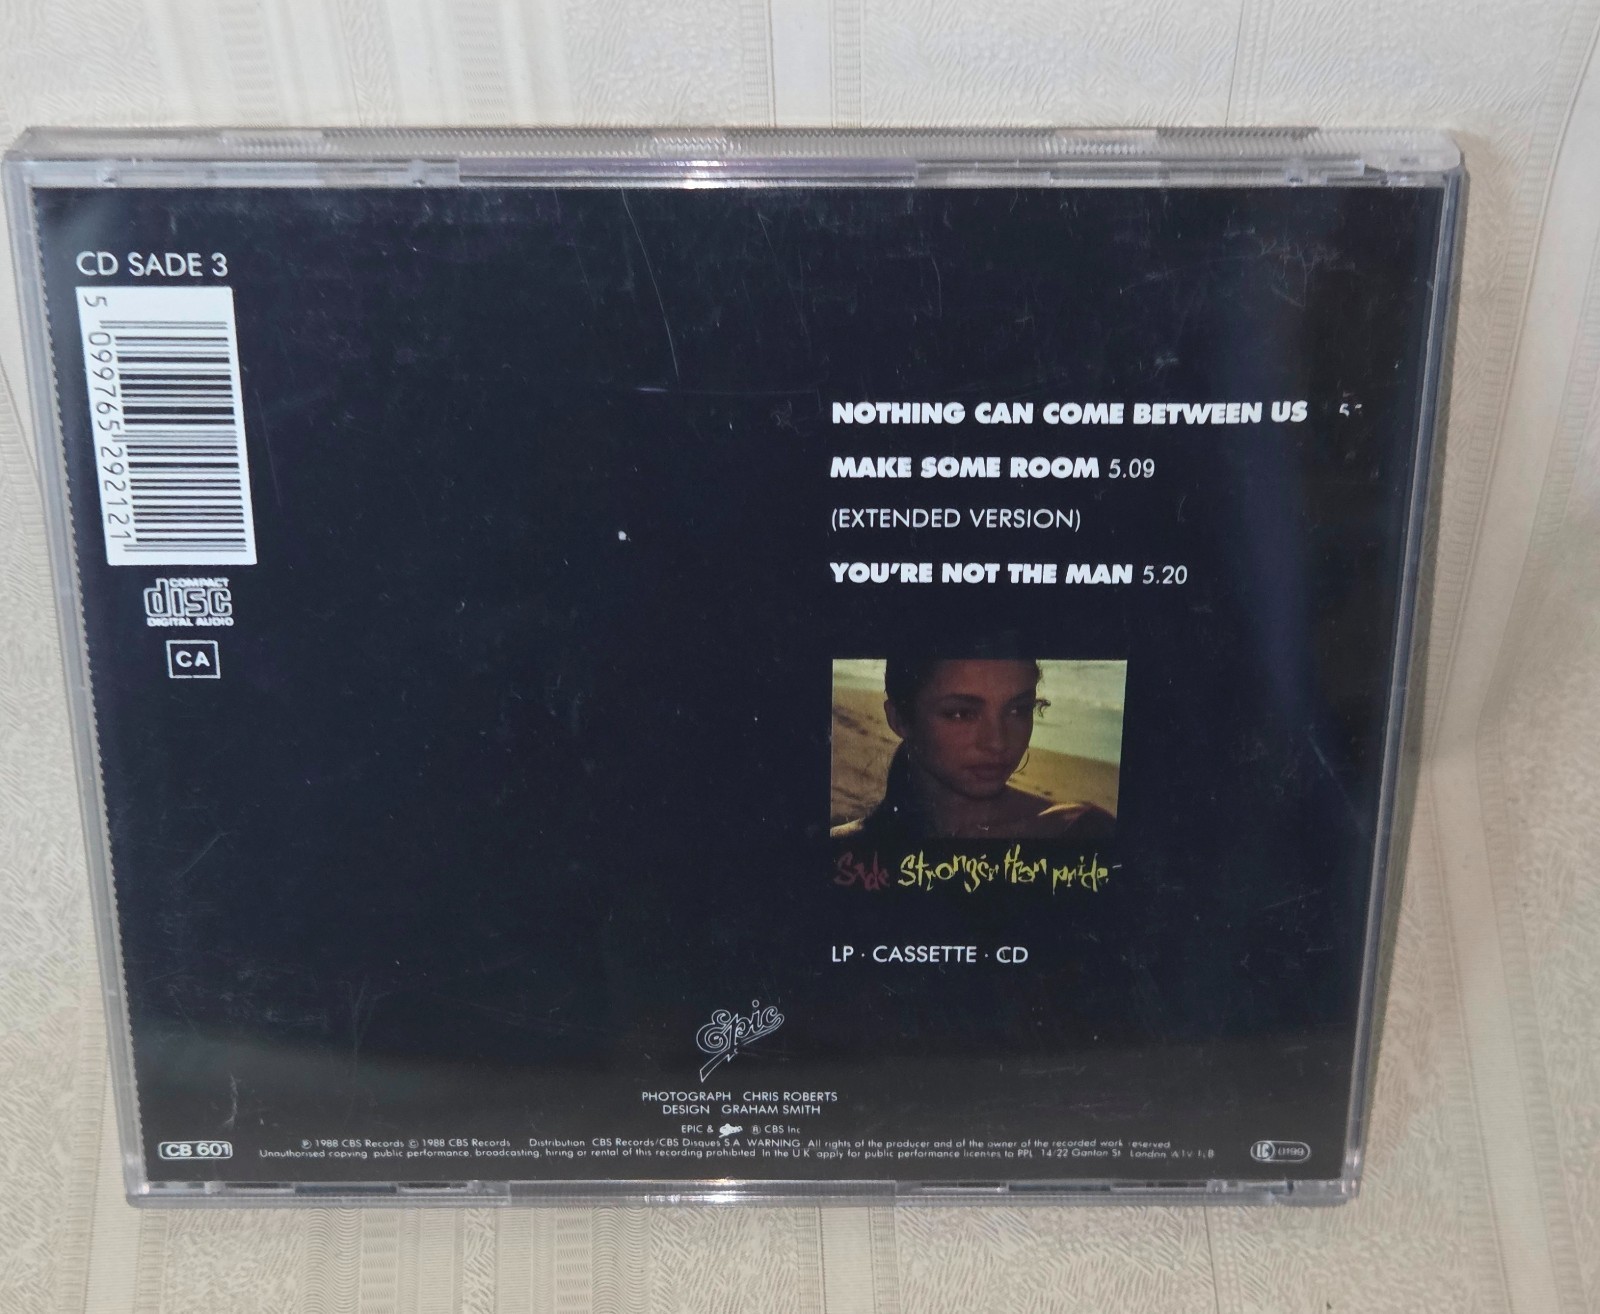 CD SADE 3
5 099765 292121
COMPACT
disc
DIGITAL AUDIO
CA
NOTHING CAN COME BETWEEN US
MAKE SOME ROOM 5.09
(EXTENDED VERSION)
YOU'RE NOT THE MAN 5.20
Sade Stronger than pride
LP · CASSETTE · CD
Epic
PHOTOGRAPH CHRIS ROBERTS
DESIGN GRAHAM SMITH
EPIC & Epic ® CBS Inc
CB 601
℗ 1988 CBS Records © 1988 CBS Records Distribution CBS Records/CBS Disques S.A. WARNING All rights of the producer and of the owner of the recorded work reserved
Unauthorised copying public performance, broadcasting, hiring or rental of this recording prohibited In the U K apply for public performance licenses to PPL 14/22 Ganton St London
LC 0199